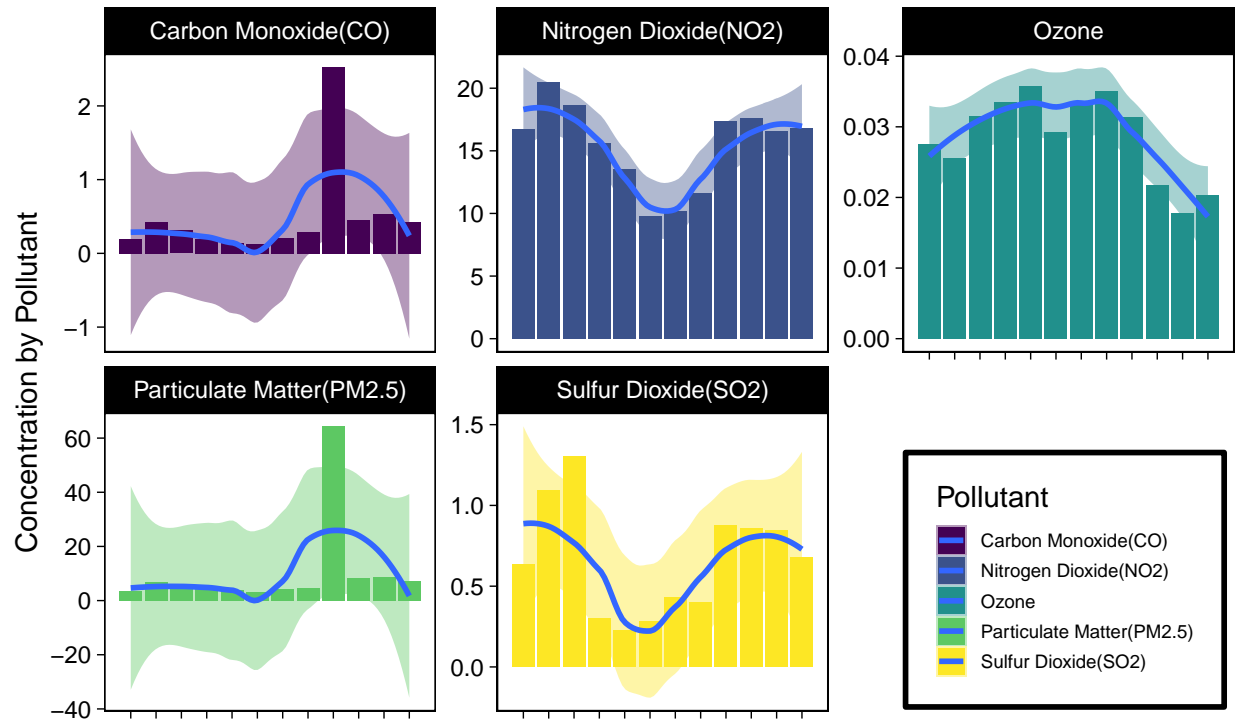 Carbon Monoxide(CO)
Nitrogen Dioxide(NO2)
Ozone
Concentration by Pollutant
2
1
0
−1
20
15
10
5
0
0.04
0.03
0.02
0.01
0.00
Particulate Matter(PM2.5)
Sulfur Dioxide(SO2)
60
40
20
0
−20
−40
1.5
1.0
0.5
0.0
Pollutant
Carbon Monoxide(CO)
Nitrogen Dioxide(NO2)
Ozone
Particulate Matter(PM2.5)
Sulfur Dioxide(SO2)